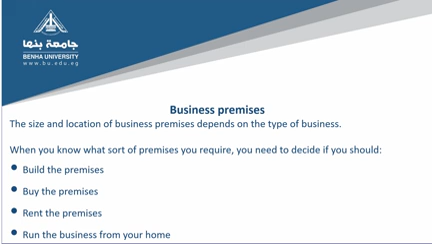 جامعة بنها
BENHA UNIVERSITY
www.bu.edu.eg
Business premises
The size and location of business premises depends on the type of business.
When you know what sort of premises you require, you need to decide if you should:
• Build the premises
• Buy the premises
• Rent the premises
• Run the business from your home